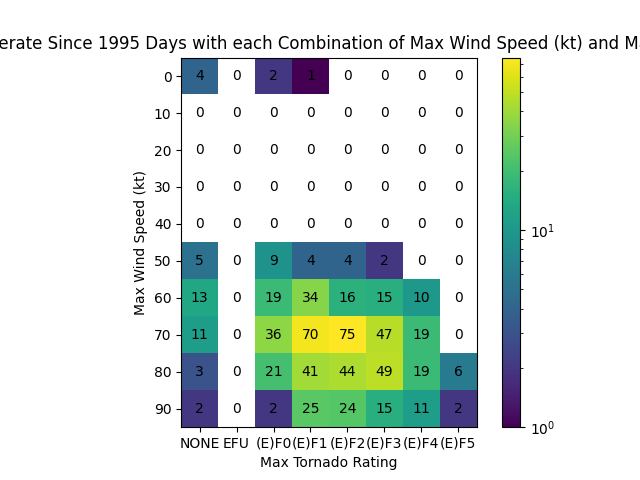 erate Since 1995 Days with each Combination of Max Wind Speed (kt) and M
0 4 0 2 1 0 0 0 0
10 0 0 0 0 0 0 0 0
20 0 0 0 0 0 0 0 0
30 0 0 0 0 0 0 0 0
40 0 0 0 0 0 0 0 0
50 5 0 9 4 4 2 0 0
60 13 0 19 34 16 15 10 0
70 11 0 36 70 75 47 19 0
80 3 0 21 41 44 49 19 6
90 2 0 2 25 24 15 11 2
NONE EFU (E)F0 (E)F1 (E)F2 (E)F3 (E)F4 (E)F5
Max Tornado Rating
Max Wind Speed (kt)
10¹
10⁰